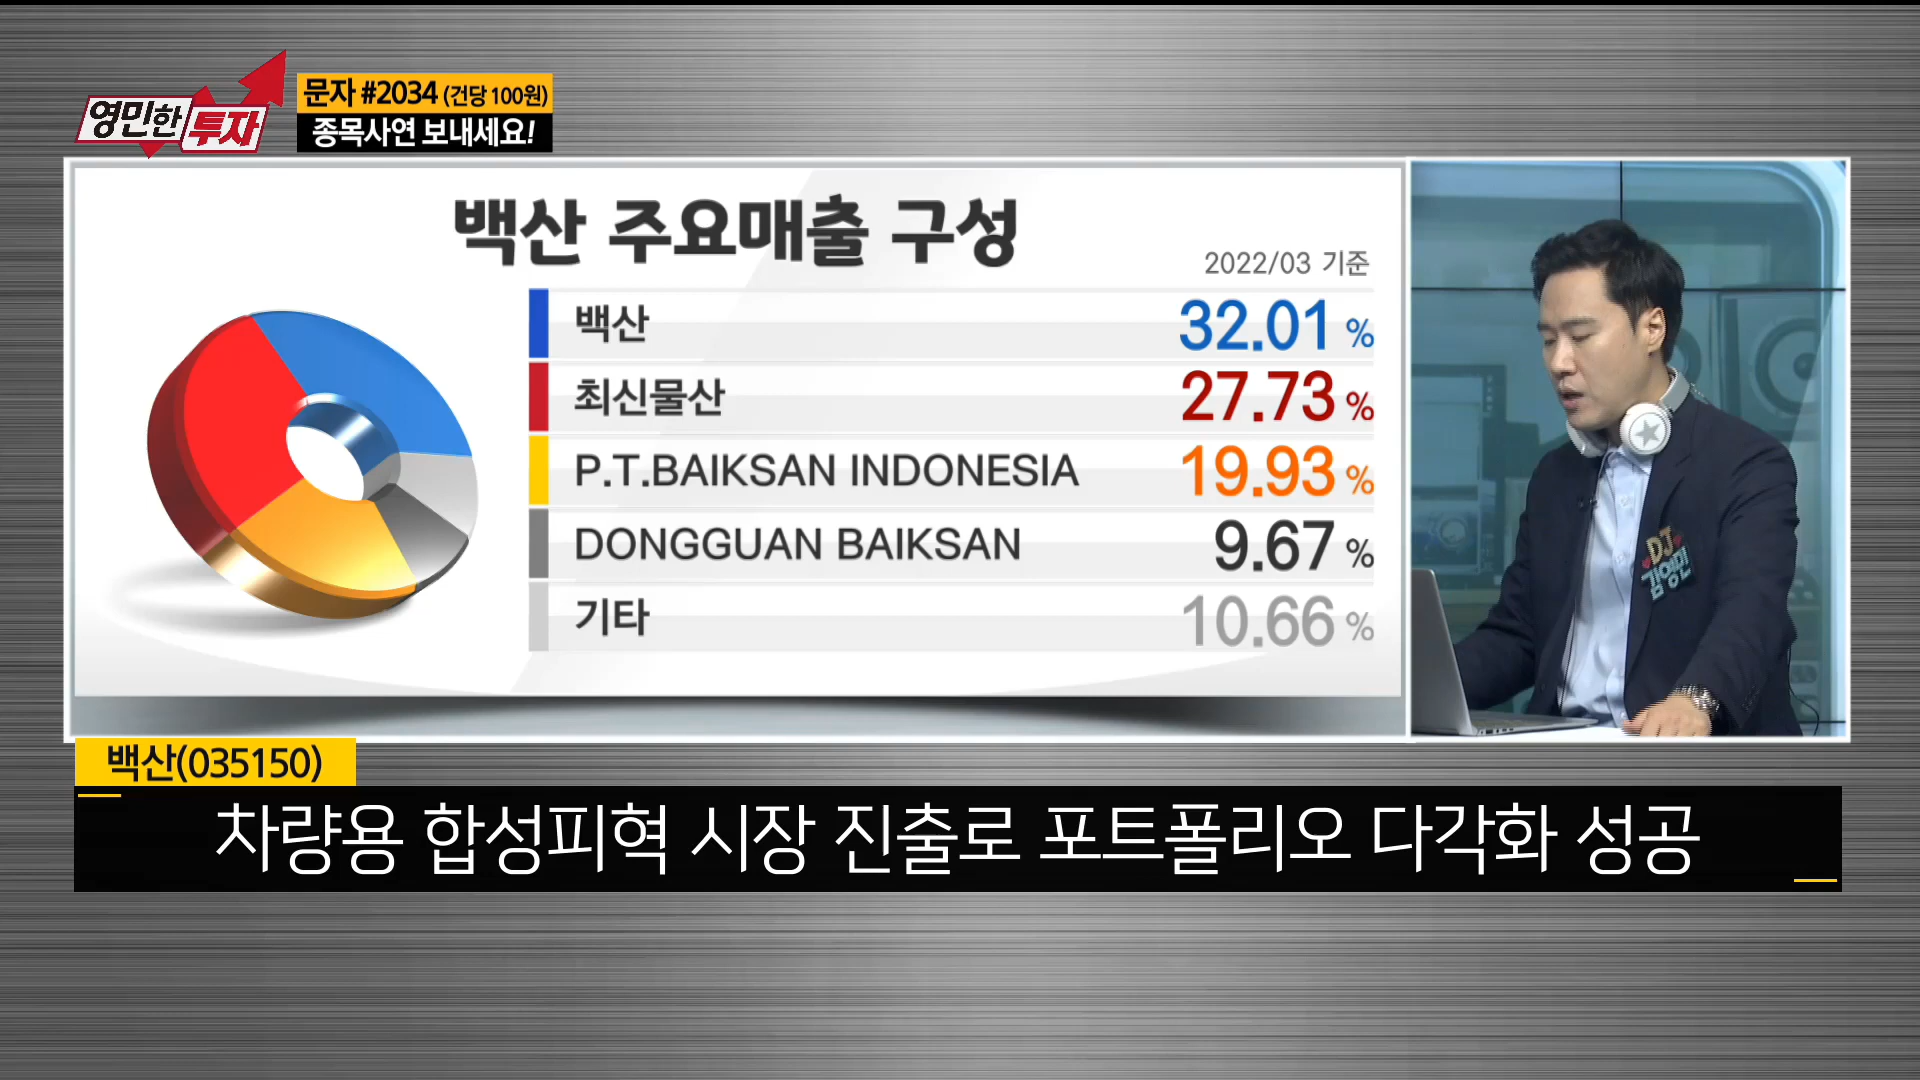 영민한 투자
문자 #2034 (건당 100원)
종목사연 보내세요!
백산 주요매출 구성
2022/03 기준
백산 32.01 %
최신물산 27.73 %
P.T.BAIKSAN INDONESIA 19.93 %
DONGGUAN BAIKSAN 9.67 %
기타 10.66 %
DJ
김영민
백산(035150)
차량용 합성피혁 시장 진출로 포트폴리오 다각화 성공